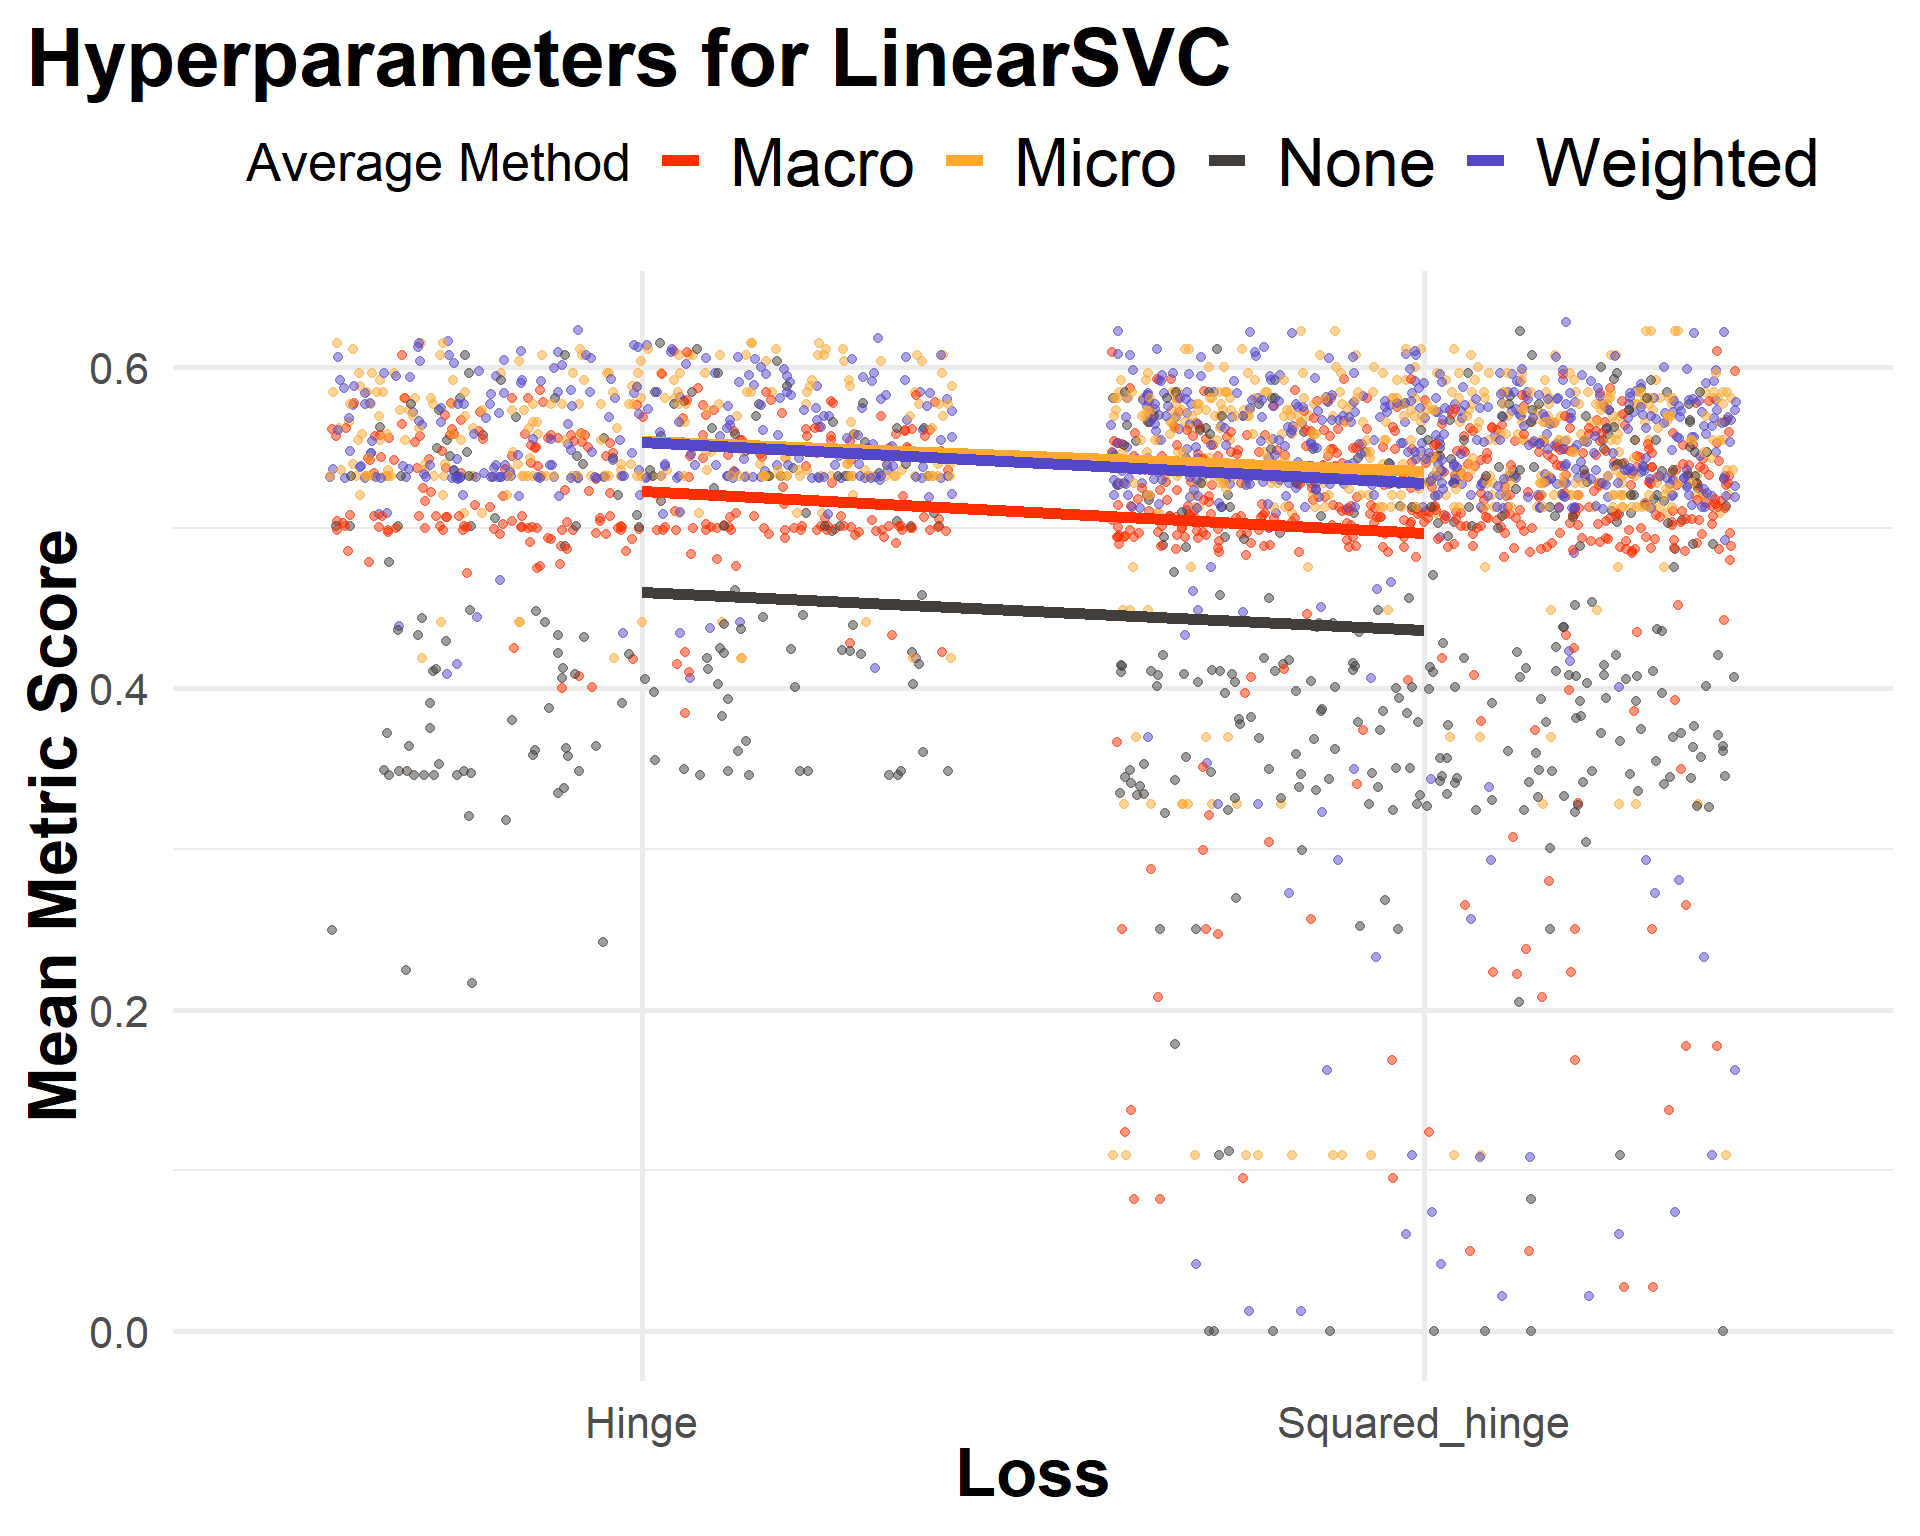 Hyperparameters for LinearSVC
Average Method Macro Micro None Weighted
Mean Metric Score
0.6
0.4
0.2
0.0
Hinge Squared_hinge
Loss